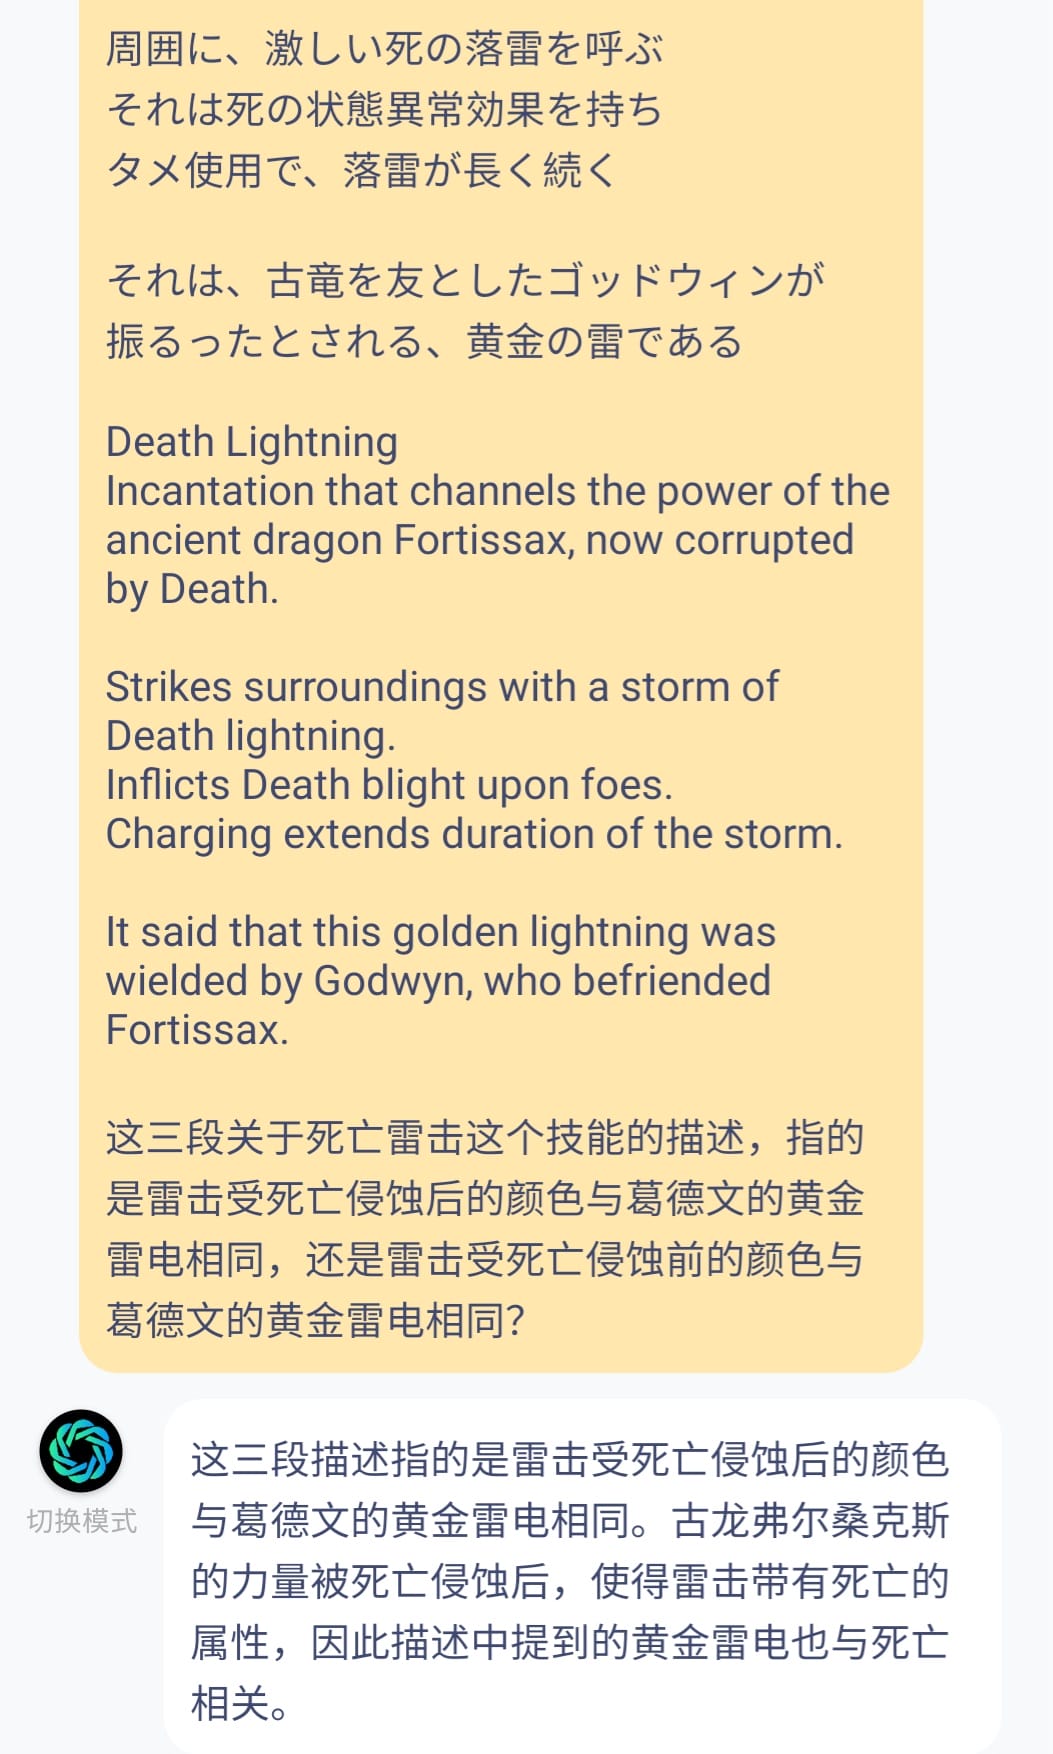 周囲に、激しい死の落雷を呼ぶ
それは死の状態異常効果を持ち
タメ使用で、落雷が長く続く
それは、古竜を友としたゴッドウィンが
振るったとされる、黄金の雷である
Death Lightning
Incantation that channels the power of the
ancient dragon Fortissax, now corrupted
by Death.
Strikes surroundings with a storm of
Death lightning.
Inflicts Death blight upon foes.
Charging extends duration of the storm.
It said that this golden lightning was
wielded by Godwyn, who befriended
Fortissax.
这三段关于死亡雷击这个技能的描述，指的
是雷击受死亡侵蚀后的颜色与葛德文的黄金
雷电相同，还是雷击受死亡侵蚀前的颜色与
葛德文的黄金雷电相同？
这三段描述指的是雷击受死亡侵蚀后的颜色
与葛德文的黄金雷电相同。古龙弗尔桑克斯
的力量被死亡侵蚀后，使得雷击带有死亡的
属性，因此描述中提到的黄金雷电也与死亡
相关。
切换模式